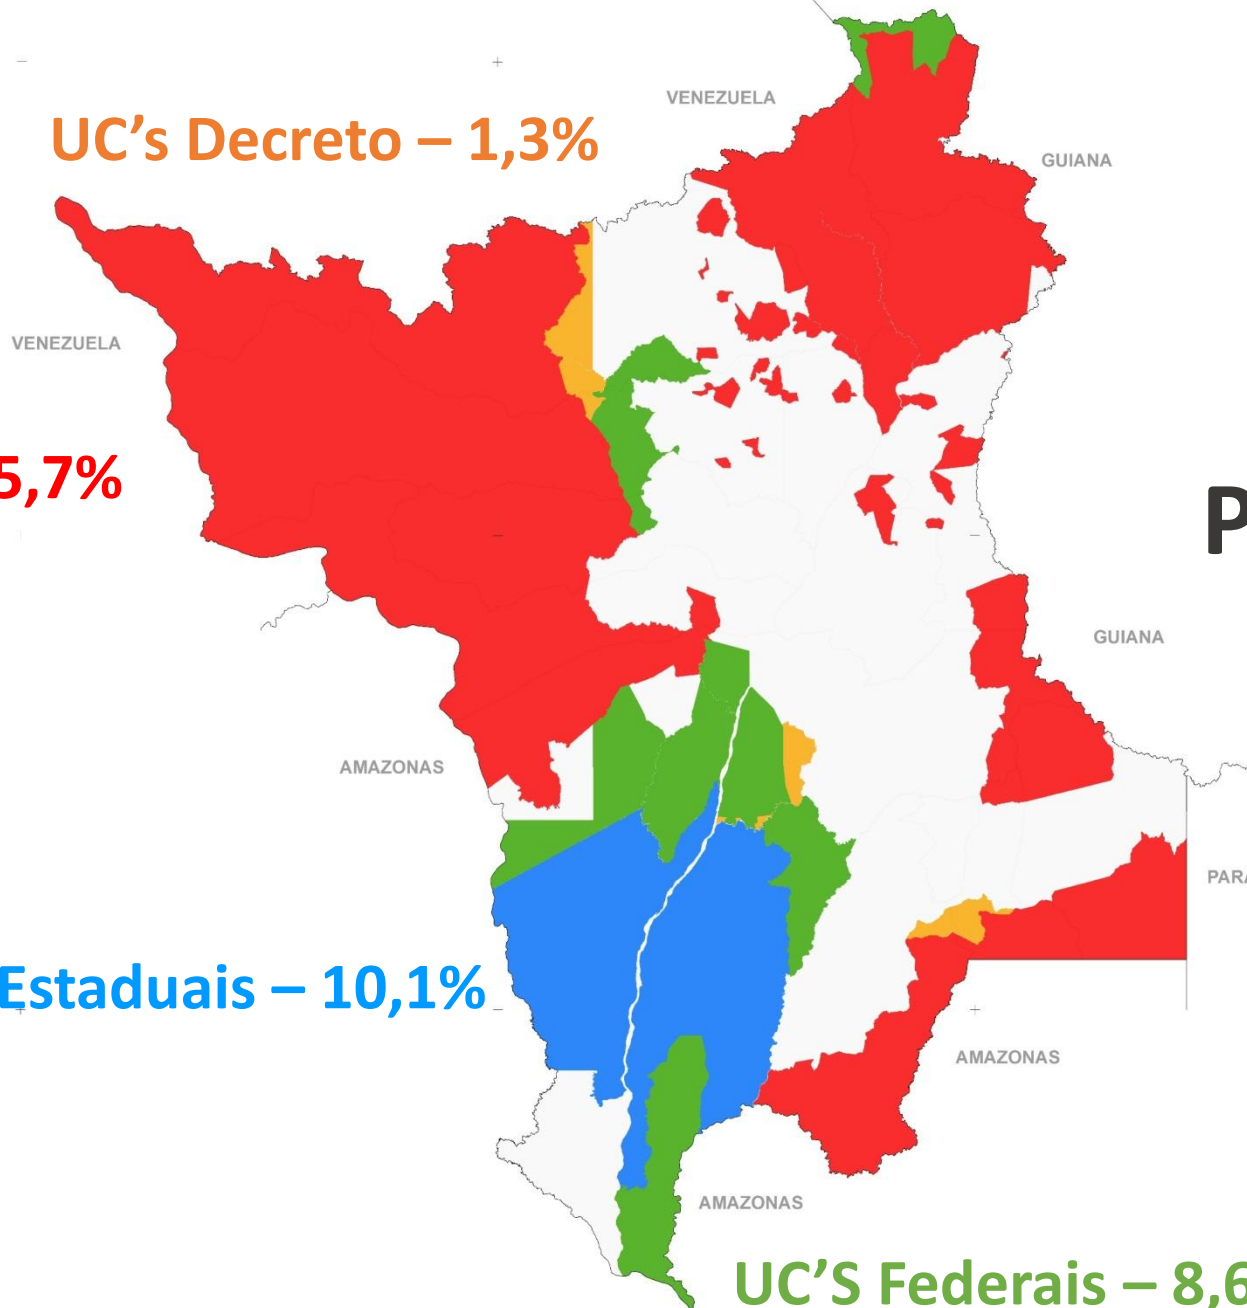 VENEZUELA
UC’s Decreto – 1,3%
GUIANA
VENEZUELA
5,7%
P
GUIANA
AMAZONAS
PARÁ
Estaduais – 10,1%
AMAZONAS
AMAZONAS
UC’S Federais – 8,6